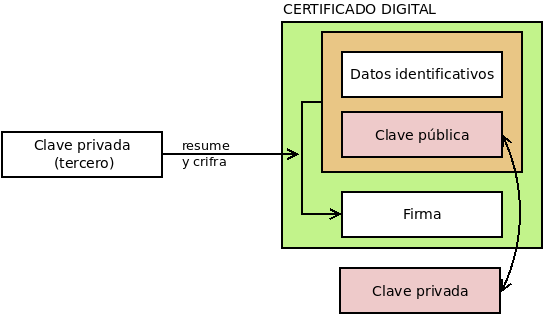 CERTIFICADO DIGITAL
Datos identificativos
Clave pública
Clave privada
(tercero)
resume
y crifra
Firma
Clave privada